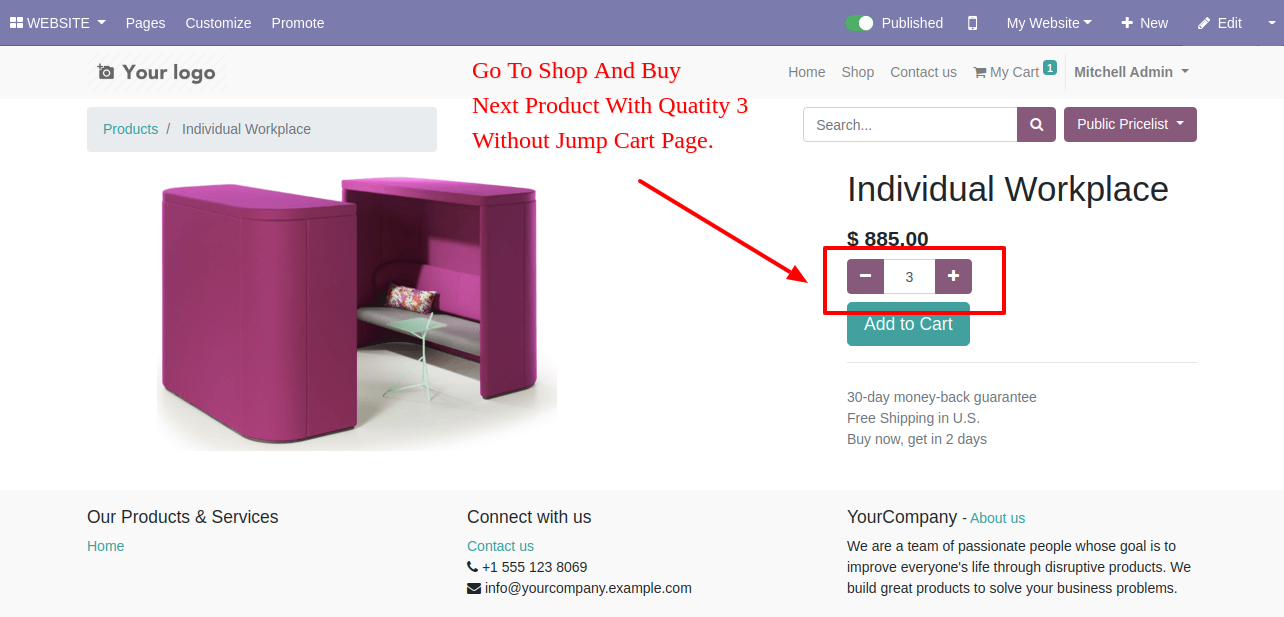 WEBSITE Pages Customize Promote Published My Website New Edit
Your logo
Home Shop Contact us My Cart 1 Mitchell Admin
Go To Shop And Buy
Next Product With Quatity 3
Without Jump Cart Page.
Products / Individual Workplace
Search...
Public Pricelist
Individual Workplace
$ 885.00
3
Add to Cart
30-day money-back guarantee
Free Shipping in U.S.
Buy now, get in 2 days
Our Products & Services
Home
Connect with us
Contact us
+1 555 123 8069
info@yourcompany.example.com
YourCompany - About us
We are a team of passionate people whose goal is to
improve everyone's life through disruptive products. We
build great products to solve your business problems.